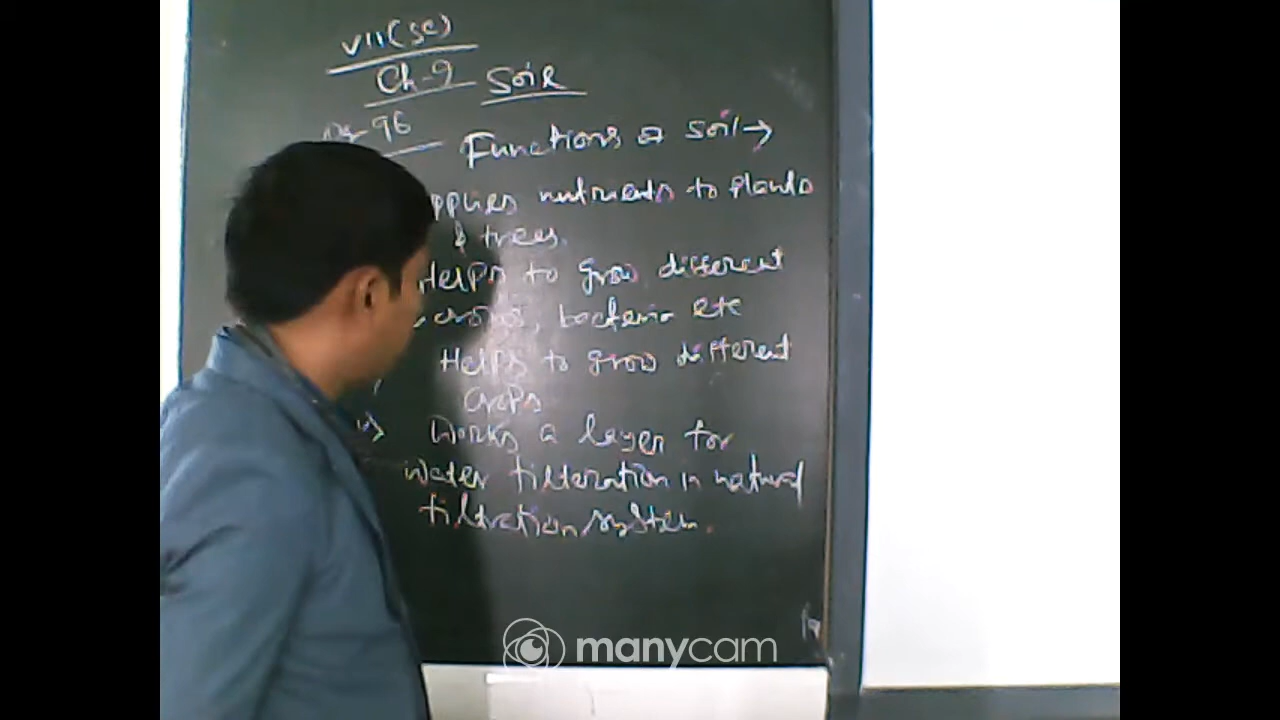 VII(SC)
Ch-9 Soil
Pg-96
Functions of soil→
pplies nutrients to plants
& trees.
Helps to grow different
bacteria etc
Helps to grow different
crops
Works a layer for
water filteration in natural
filtration system.
manycam